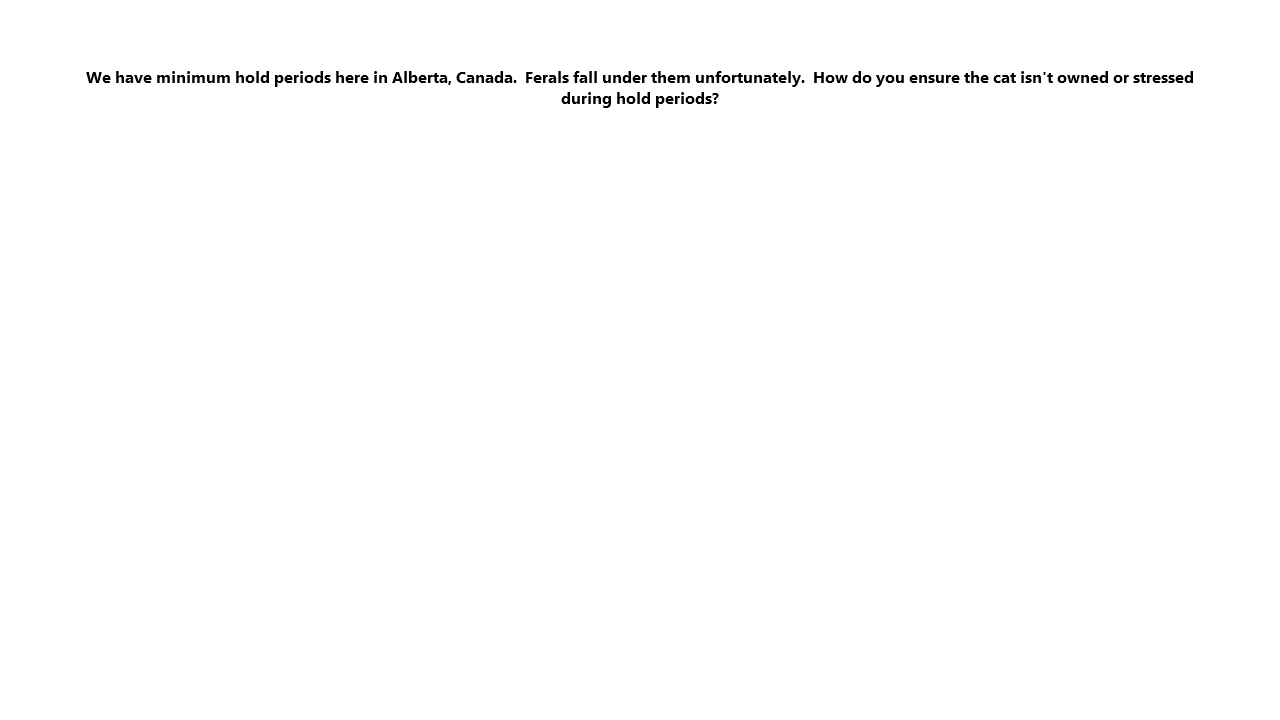 We have minimum hold periods here in Alberta, Canada.  Ferals fall under them unfortunately.  How do you ensure the cat isn't owned or stressed
during hold periods?